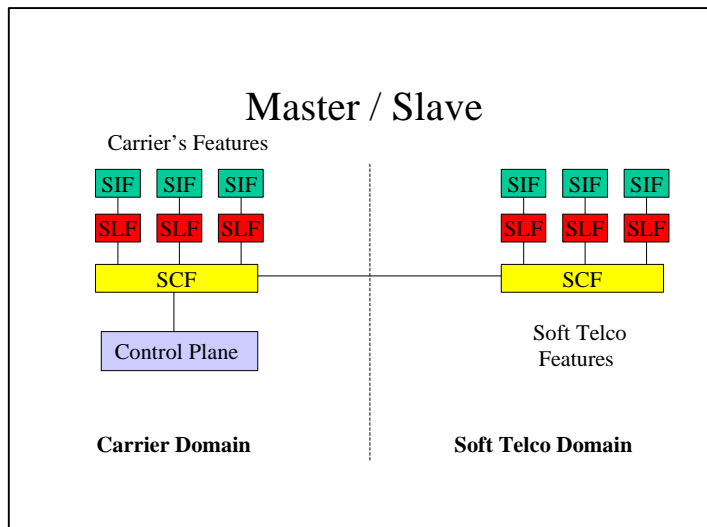 Master / Slave
Carrier's Features
SIF SIF SIF SIF SIF SIF
SLF SLF SLF SLF SLF SLF
SCF SCF
Control Plane
Soft Telco
Features
Carrier Domain
Soft Telco Domain